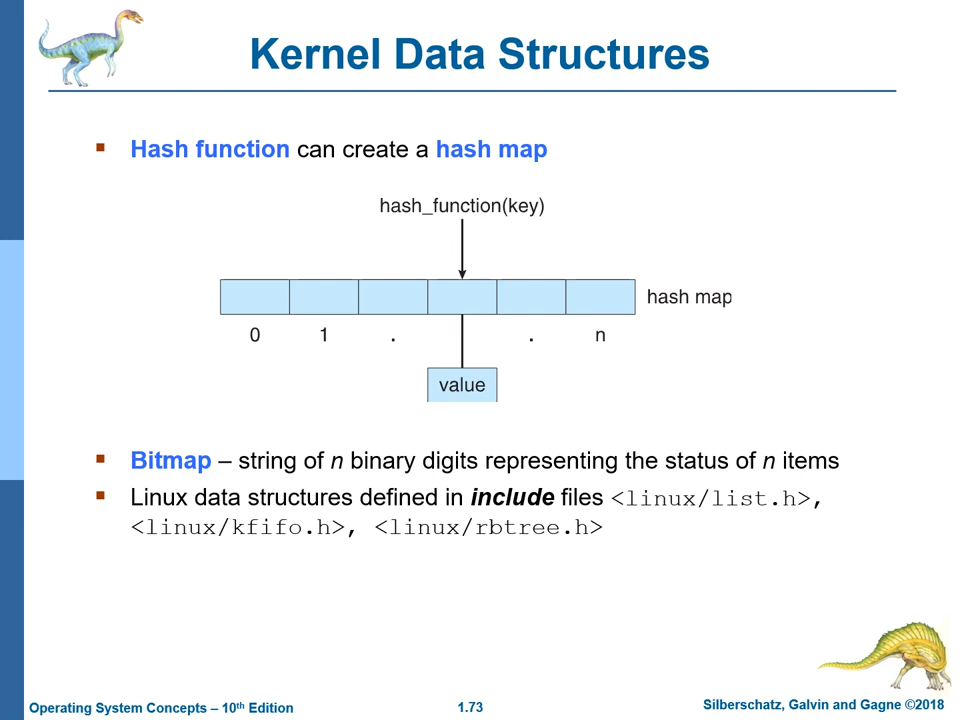 Kernel Data Structures
▪ Hash function can create a hash map
hash_function(key)
hash map
0 1 . . n
value
▪ Bitmap – string of n binary digits representing the status of n items
▪ Linux data structures defined in include files <linux/list.h>,
<linux/kfifo.h>, <linux/rbtree.h>
Operating System Concepts – 10th Edition
1.73
Silberschatz, Galvin and Gagne ©2018